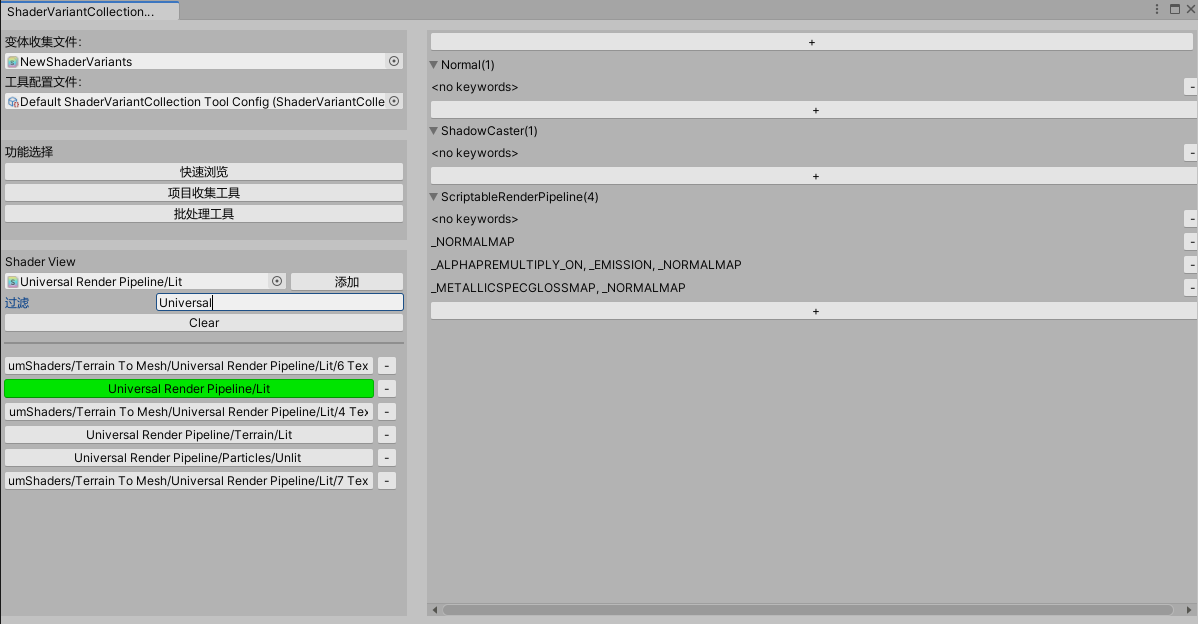 ShaderVariantCollection...
变体收集文件:
NewShaderVariants
工具配置文件:
Default ShaderVariantCollection Tool Config (ShaderVariantColle
功能选择
快速浏览
项目收集工具
批处理工具
Shader View
Universal Render Pipeline/Lit
添加
过滤
Universal
Clear
umShaders/Terrain To Mesh/Universal Render Pipeline/Lit/6 Tex
-
Universal Render Pipeline/Lit
-
umShaders/Terrain To Mesh/Universal Render Pipeline/Lit/4 Tex
-
Universal Render Pipeline/Terrain/Lit
-
Universal Render Pipeline/Particles/Unlit
-
umShaders/Terrain To Mesh/Universal Render Pipeline/Lit/7 Tex
-
+
Normal(1)
<no keywords>
-
+
ShadowCaster(1)
<no keywords>
-
+
ScriptableRenderPipeline(4)
<no keywords>
-
_NORMALMAP
-
_ALPHAPREMULTIPLY_ON, _EMISSION, _NORMALMAP
-
_METALLICSPECGLOSSMAP, _NORMALMAP
-
+